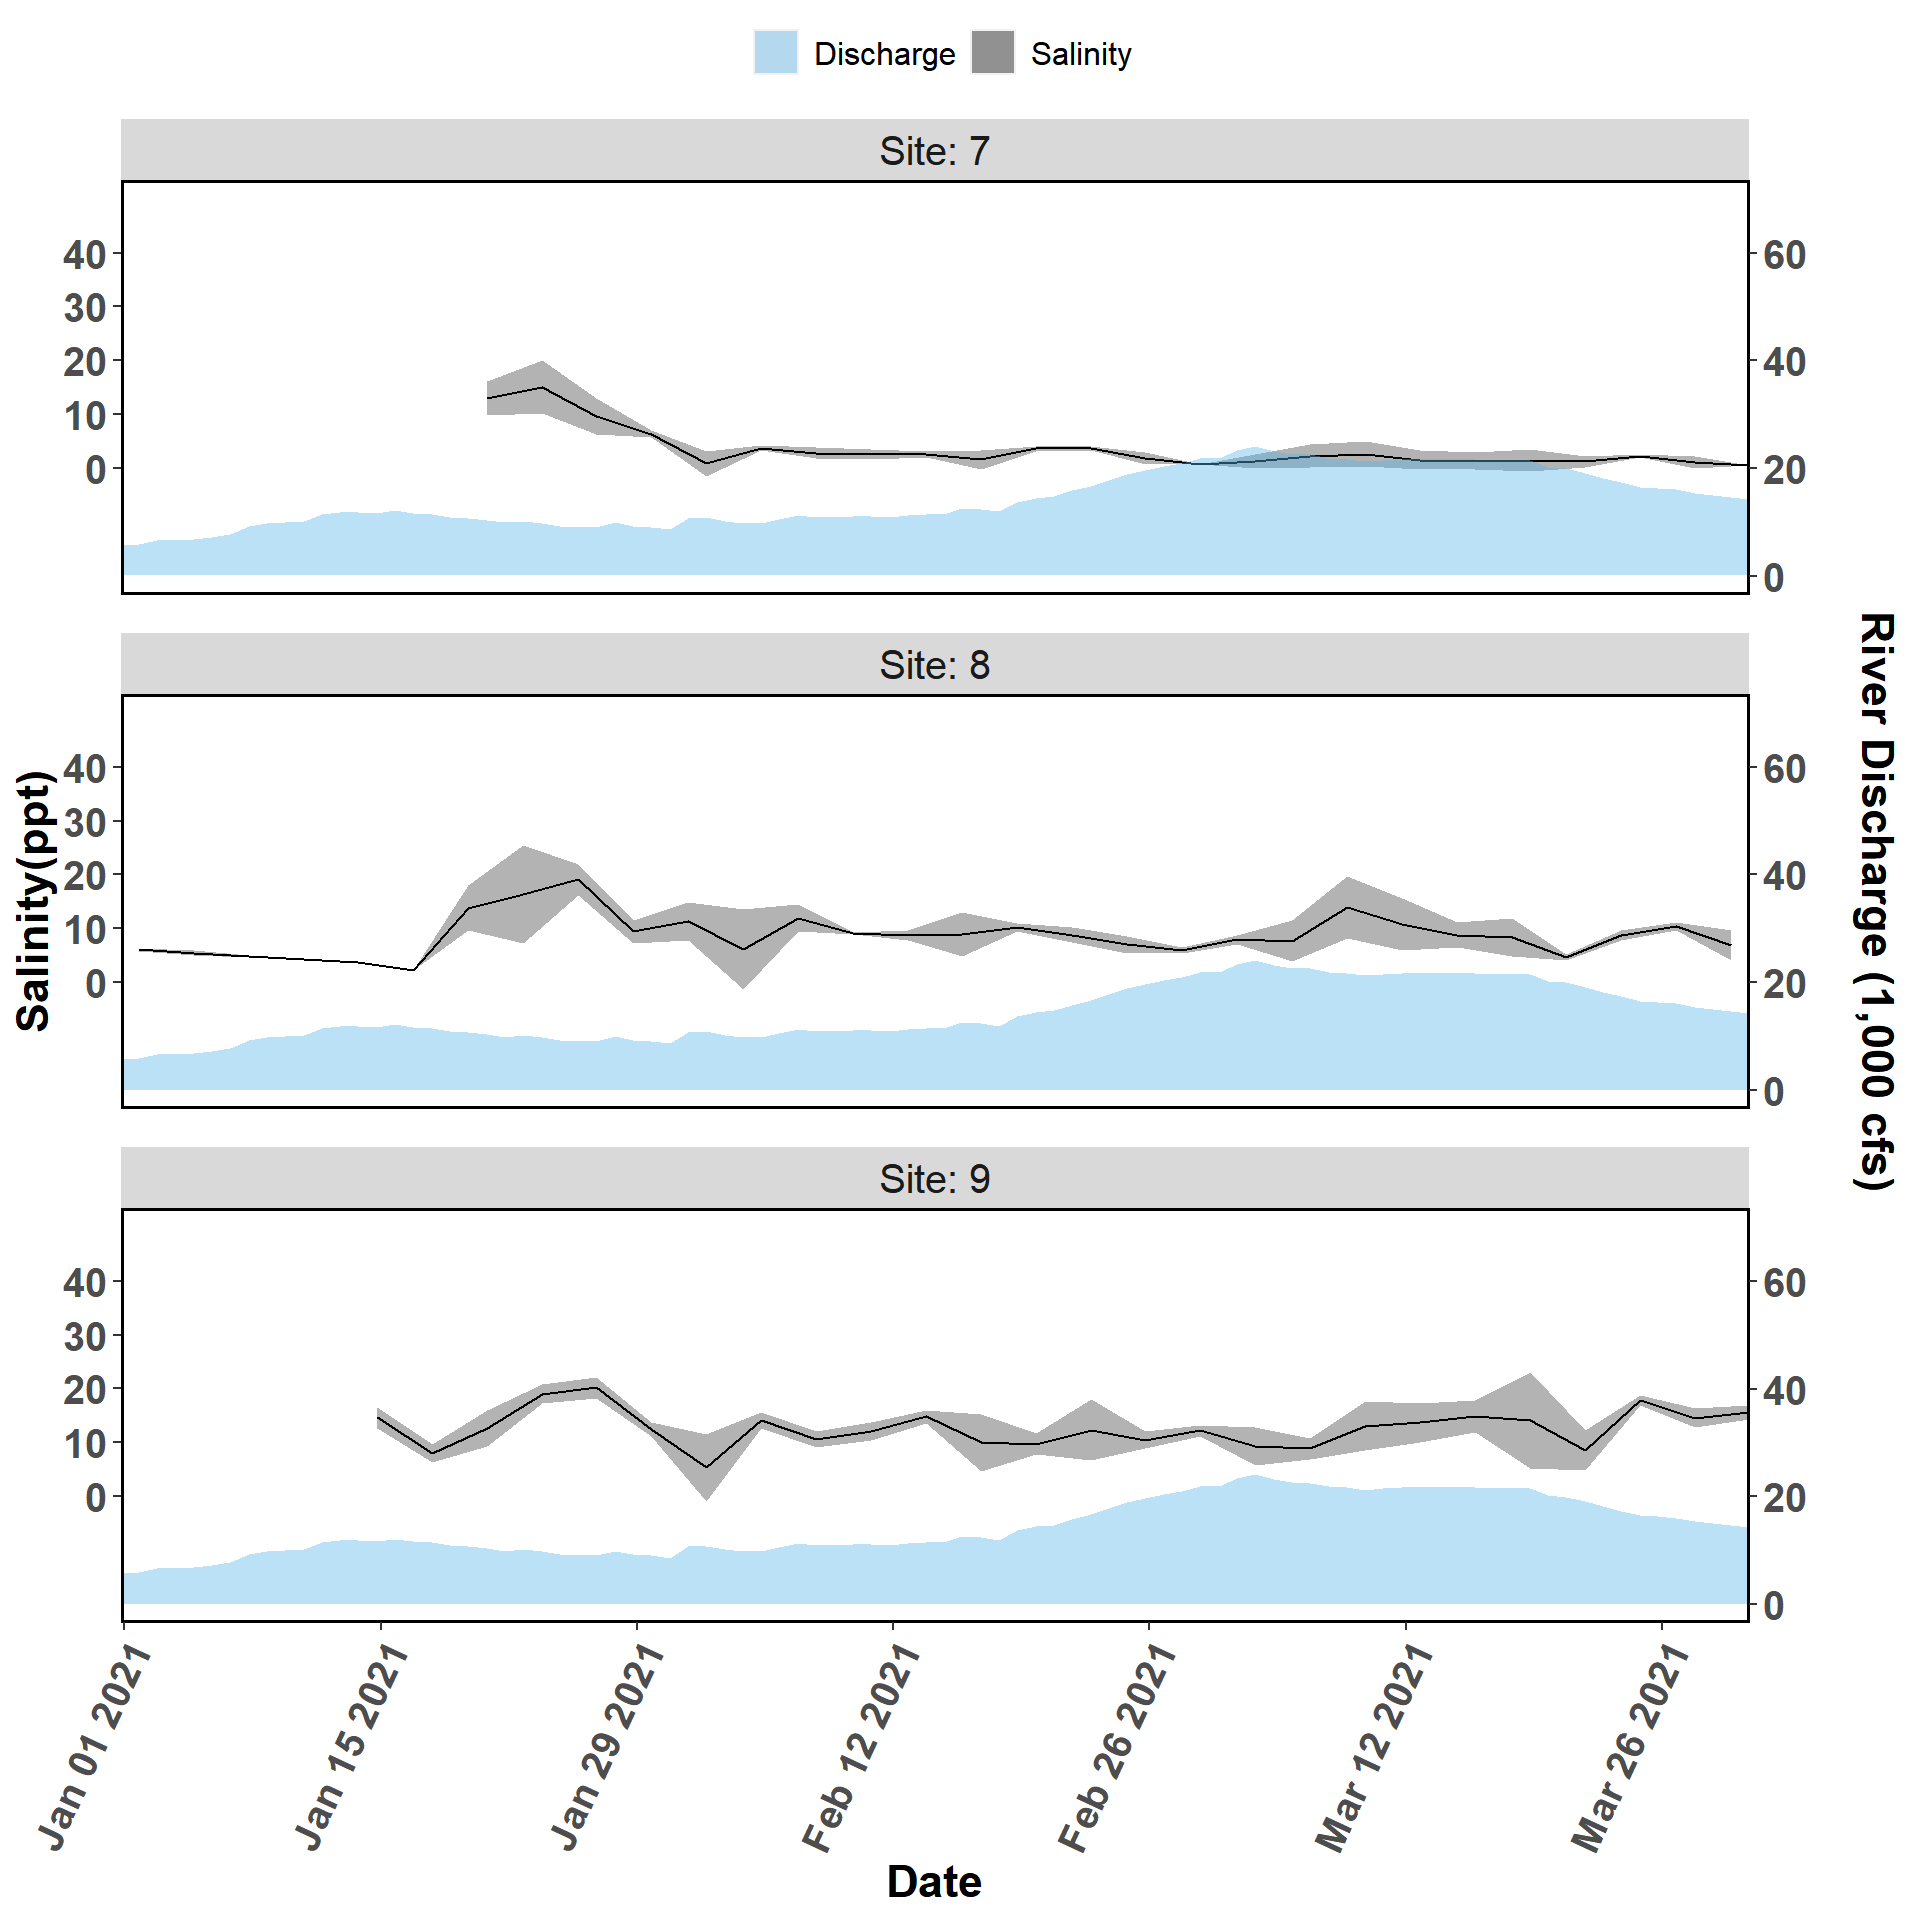 Discharge Salinity
Site: 7
40
30
20
10
0
60
40
20
0
Site: 8
40
30
20
10
0
60
40
20
0
Site: 9
40
30
20
10
0
60
40
20
0
Salinity(ppt)
River Discharge (1,000 cfs)
Jan 01 2021
Jan 15 2021
Jan 29 2021
Feb 12 2021
Feb 26 2021
Mar 12 2021
Mar 26 2021
Date